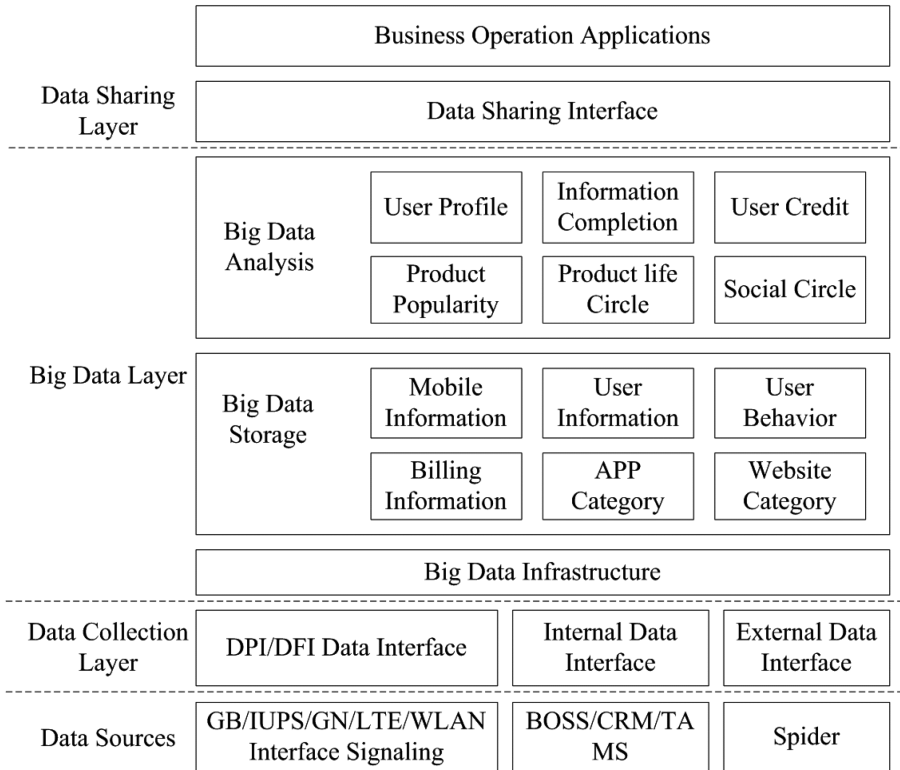 Business Operation Applications
Data Sharing
Layer
Data Sharing Interface
Big Data Layer
Big Data
Analysis
User Profile
Information
Completion
User Credit
Product
Popularity
Product life
Circle
Social Circle
Big Data
Storage
Mobile
Information
User
Information
User
Behavior
Billing
Information
APP
Category
Website
Category
Big Data Infrastructure
Data Collection
Layer
DPI/DFI Data Interface
Internal Data
Interface
External Data
Interface
Data Sources
GB/IUPS/GN/LTE/WLAN
Interface Signaling
BOSS/CRM/TA
MS
Spider